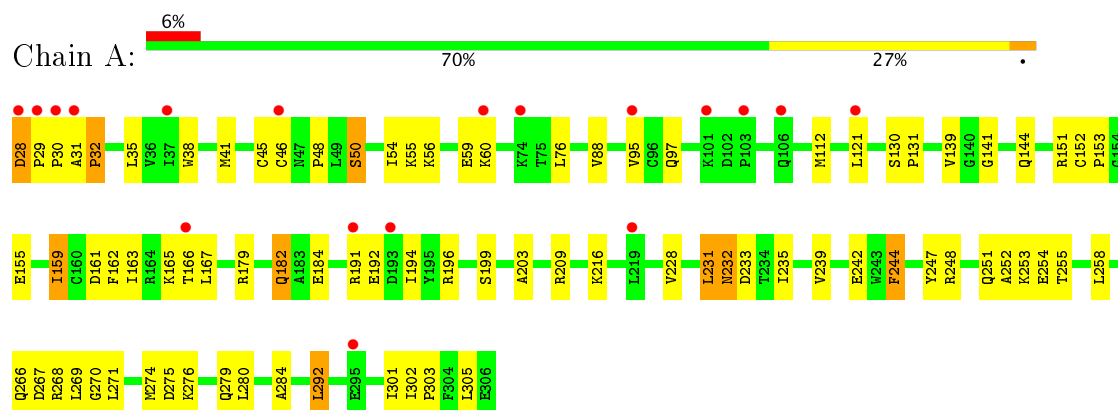 6%
Chain A:
70% 27% •
D28 P29 P30 A31 P32 L35 V36 I37 W38 M41 C45 C46 N47 P48 L49 S50 I54 K55 K56 E59 K60 K74 T75 L76 V88 V95 C96 Q97 K101 D102 P103 Q106 M112 L121 S130 P131 V139 G140 G141 Q144 R151 C152 P153 G154
E155 I159 C160 D161 F162 I163 R164 K165 T166 L167 R179 Q182 A183 E184 R191 E192 D193 I194 Y195 R196 S199 A203 R209 K216 L219 V228 L231 N232 D233 T234 I235 V239 E242 W243 F244 Y247 R248 Q251 A252 K253 E254 T255 L258
Q266 D267 R268 L269 G270 L271 M274 D275 K276 Q279 L280 A284 L292 E295 I301 I302 P303 F304 L305 E306